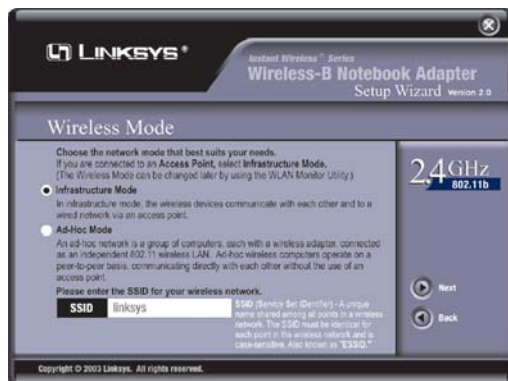 LINKSYS®
Instant Wireless™ Series
Wireless-B Notebook Adapter
Setup Wizard Version 2.0
Wireless Mode
Choose the network mode that best suits your needs.
If you are connected to an Access Point, select Infrastructure Mode.
(The Wireless Mode can be changed later by using the WLAN Monitor Utility.)
Infrastructure Mode
In infrastructure mode, the wireless devices communicate with each other and to a
wired network via an access point.
Ad-Hoc Mode
An ad-hoc network is a group of computers, each with a wireless adapter, connected
as an independent 802.11 wireless LAN. Ad-hoc wireless computers operate on a
peer-to-peer basis, communicating directly with each other without the use of an
access point.
Please enter the SSID for your wireless network.
SSID linksys
SSID (Service Set IDentifier) - A unique
name shared among all points in a wireless
network. The SSID must be identical for
each point in the wireless network and is
case-sensitive. Also known as "ESSID."
2.4GHz
802.11b
Next
Back
Copyright © 2003 Linksys. All rights reserved.